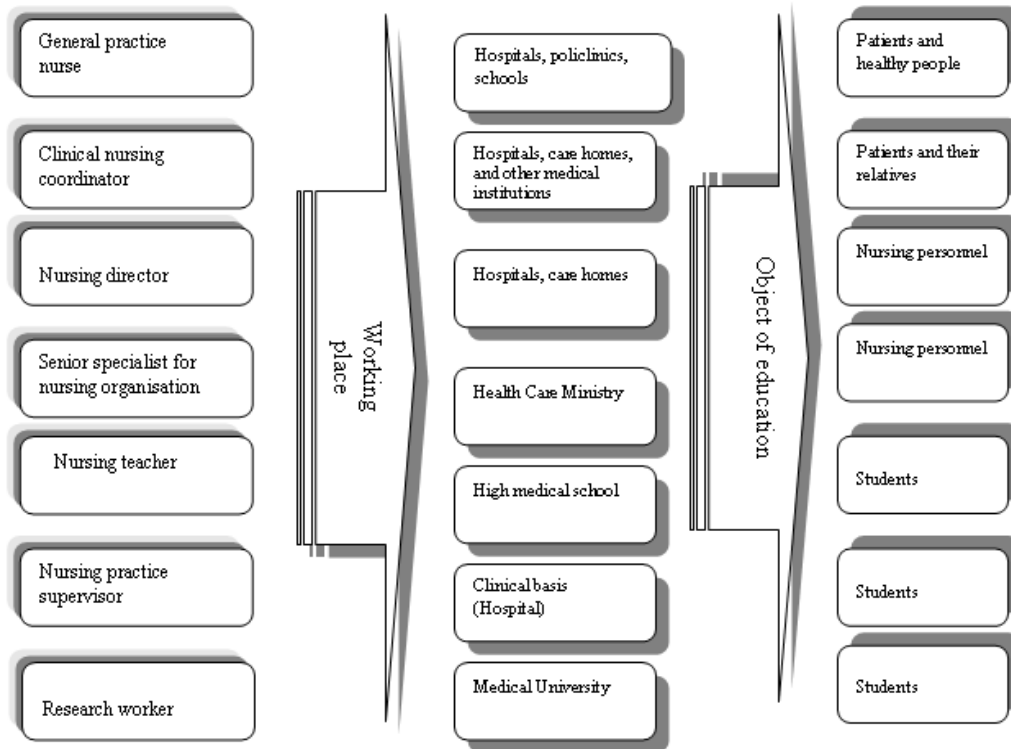 General practice
nurse
Hospitals, policlinics,
schools
Patients and
healthy people
Clinical nursing
coordinator
Hospitals, care homes,
and other medical
institutions
Patients and their
relatives
Nursing director
Hospitals, care homes
Nursing personnel
Working
place
Object of education
Senior specialist for
nursing organisation
Health Care Ministry
Nursing personnel
Nursing teacher
High medical school
Students
Nursing practice
supervisor
Clinical basis
(Hospital)
Students
Research worker
Medical University
Students